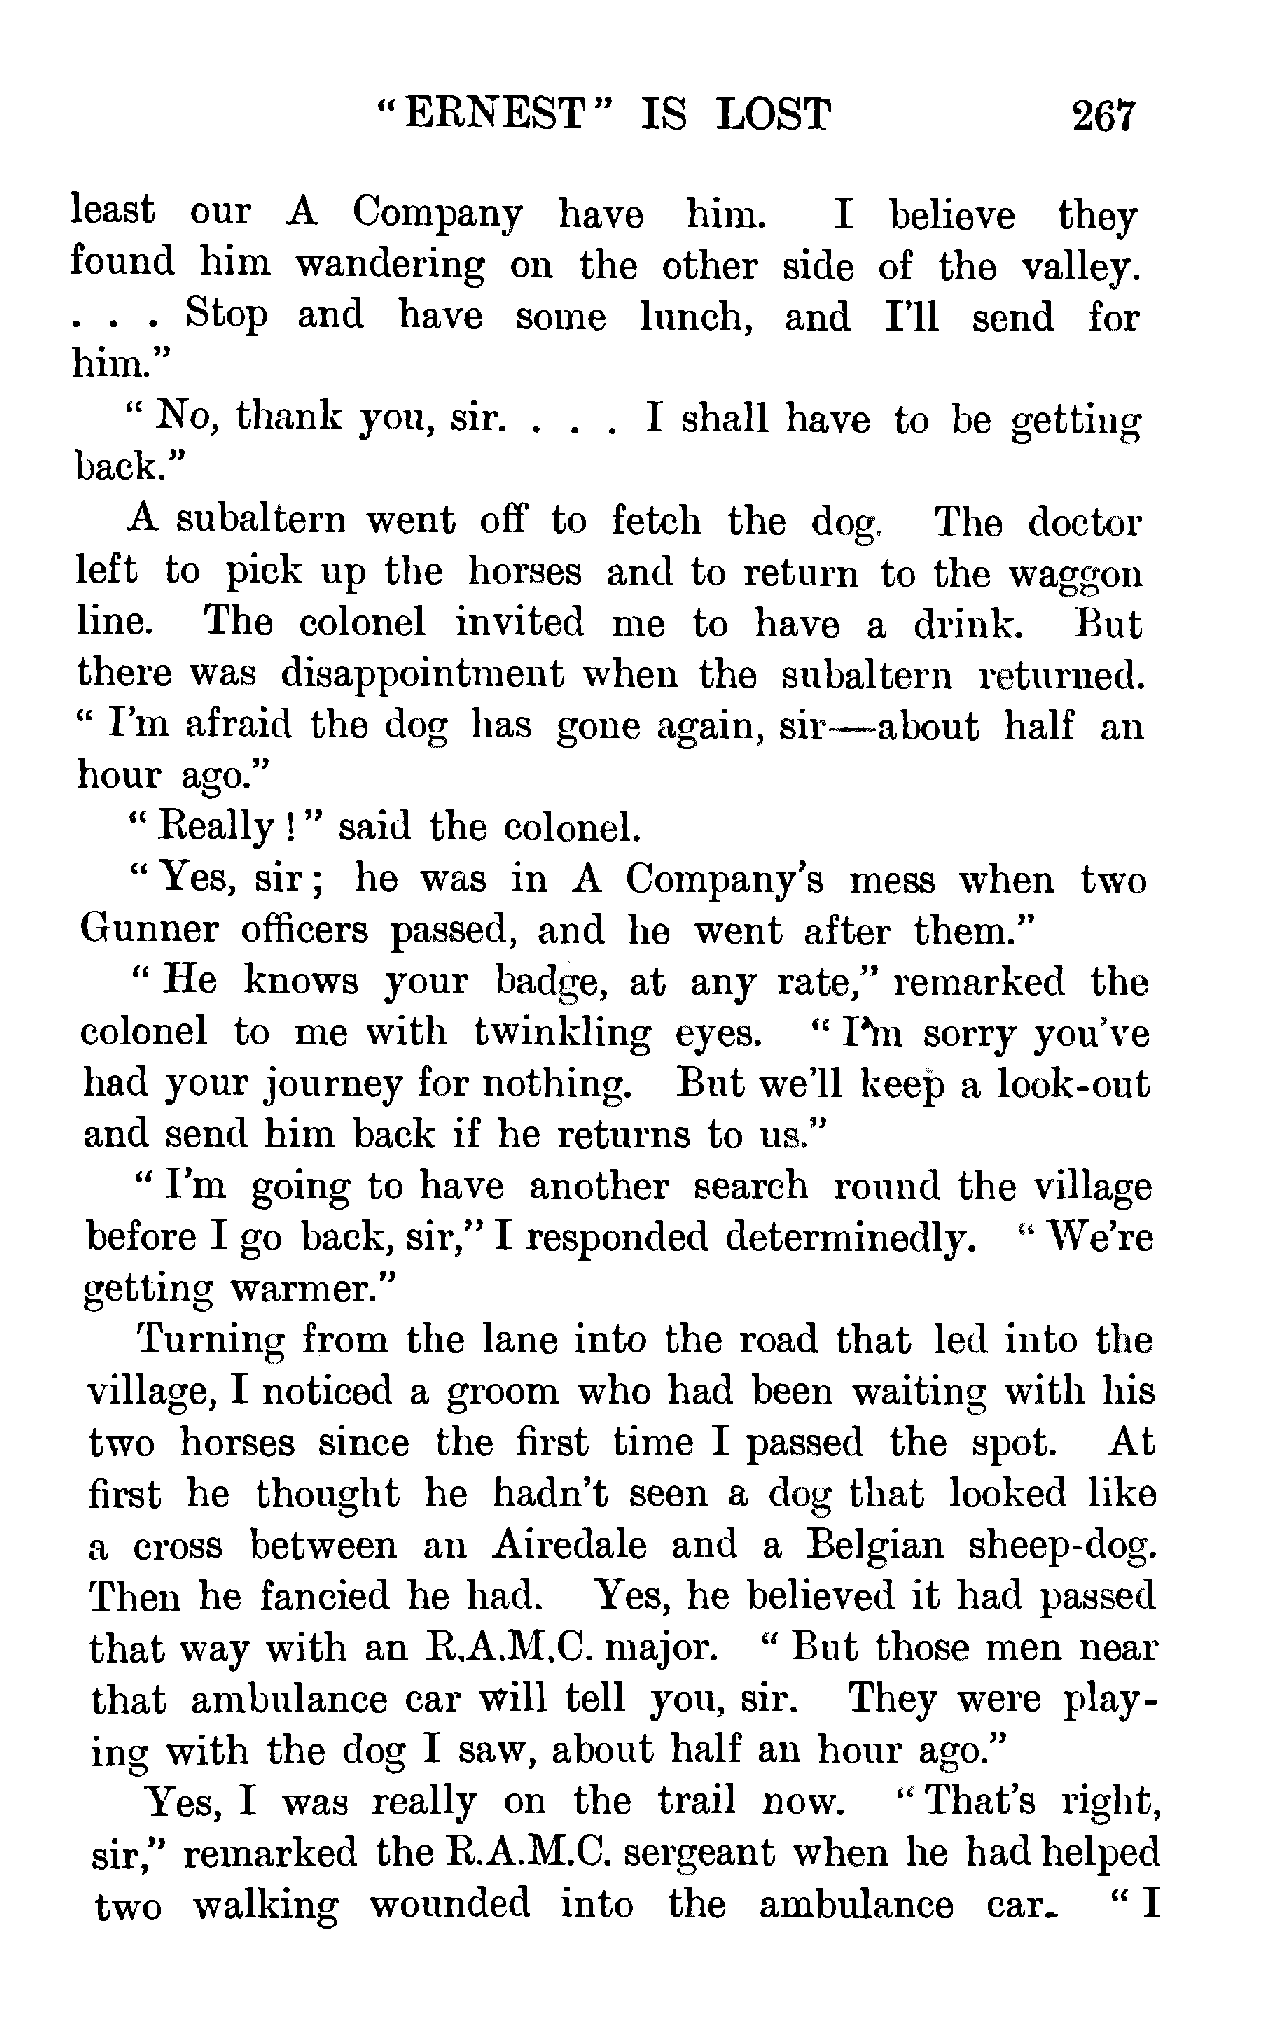 “ERNEST” IS LOST 267
least our A Company have him. I believe they
found him wandering on the other side of the valley.
. . . Stop and have some lunch, and I'll send for
him.”
“No, thank you, sir. . . . I shall have to be getting
back.”
A subaltern went off to fetch the dog. The doctor
left to pick up the horses and to return to the waggon
line. The colonel invited me to have a drink. But
there was disappointment when the subaltern returned.
“I'm afraid the dog has gone again, sir—about half an
hour ago.”
“Really!” said the colonel.
“Yes, sir; he was in A Company's mess when two
Gunner officers passed, and he went after them.”
“He knows your badge, at any rate,” remarked the
colonel to me with twinkling eyes. “I'm sorry you've
had your journey for nothing. But we'll keep a look-out
and send him back if he returns to us.”
“I'm going to have another search round the village
before I go back, sir,” I responded determinedly. “We're
getting warmer.”
Turning from the lane into the road that led into the
village, I noticed a groom who had been waiting with his
two horses since the first time I passed the spot. At
first he thought he hadn't seen a dog that looked like
a cross between an Airedale and a Belgian sheep-dog.
Then he fancied he had. Yes, he believed it had passed
that way with an R.A.M.C. major. “But those men near
that ambulance car will tell you, sir. They were play-
ing with the dog I saw, about half an hour ago.”
Yes, I was really on the trail now. “That's right,
sir,” remarked the R.A.M.C. sergeant when he had helped
two walking wounded into the ambulance car. “I